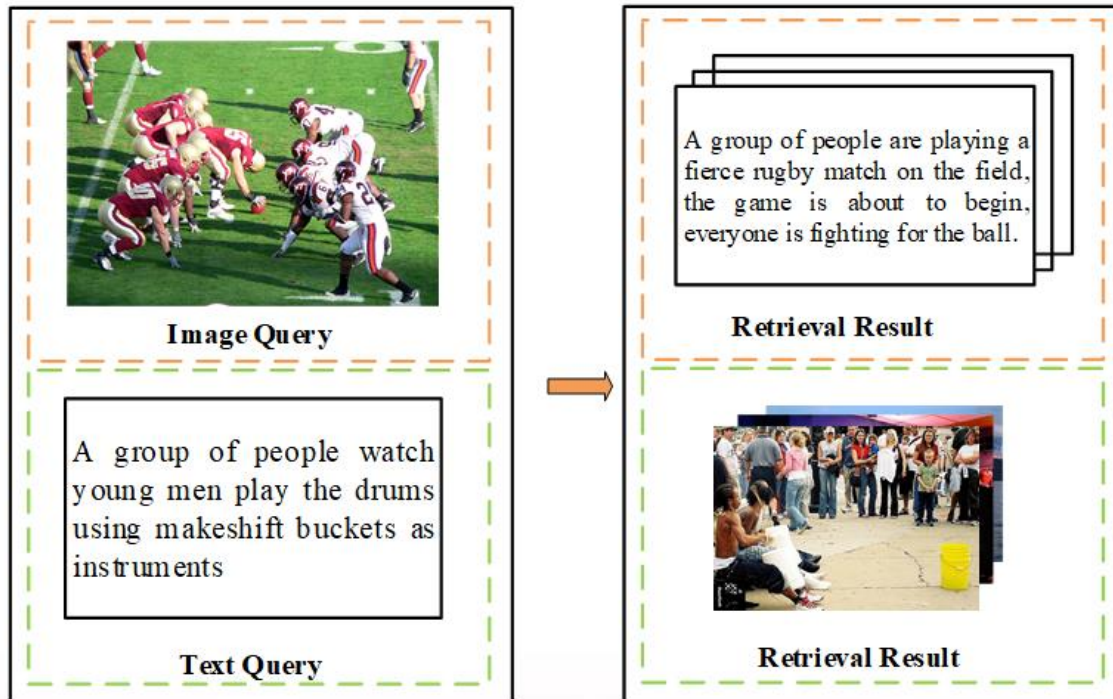 Image Query
A group of people watch
young men play the drums
using makeshift buckets as
instruments
Text Query
A group of people are playing a
fierce rugby match on the field,
the game is about to begin,
everyone is fighting for the ball.
Retrieval Result
Retrieval Result